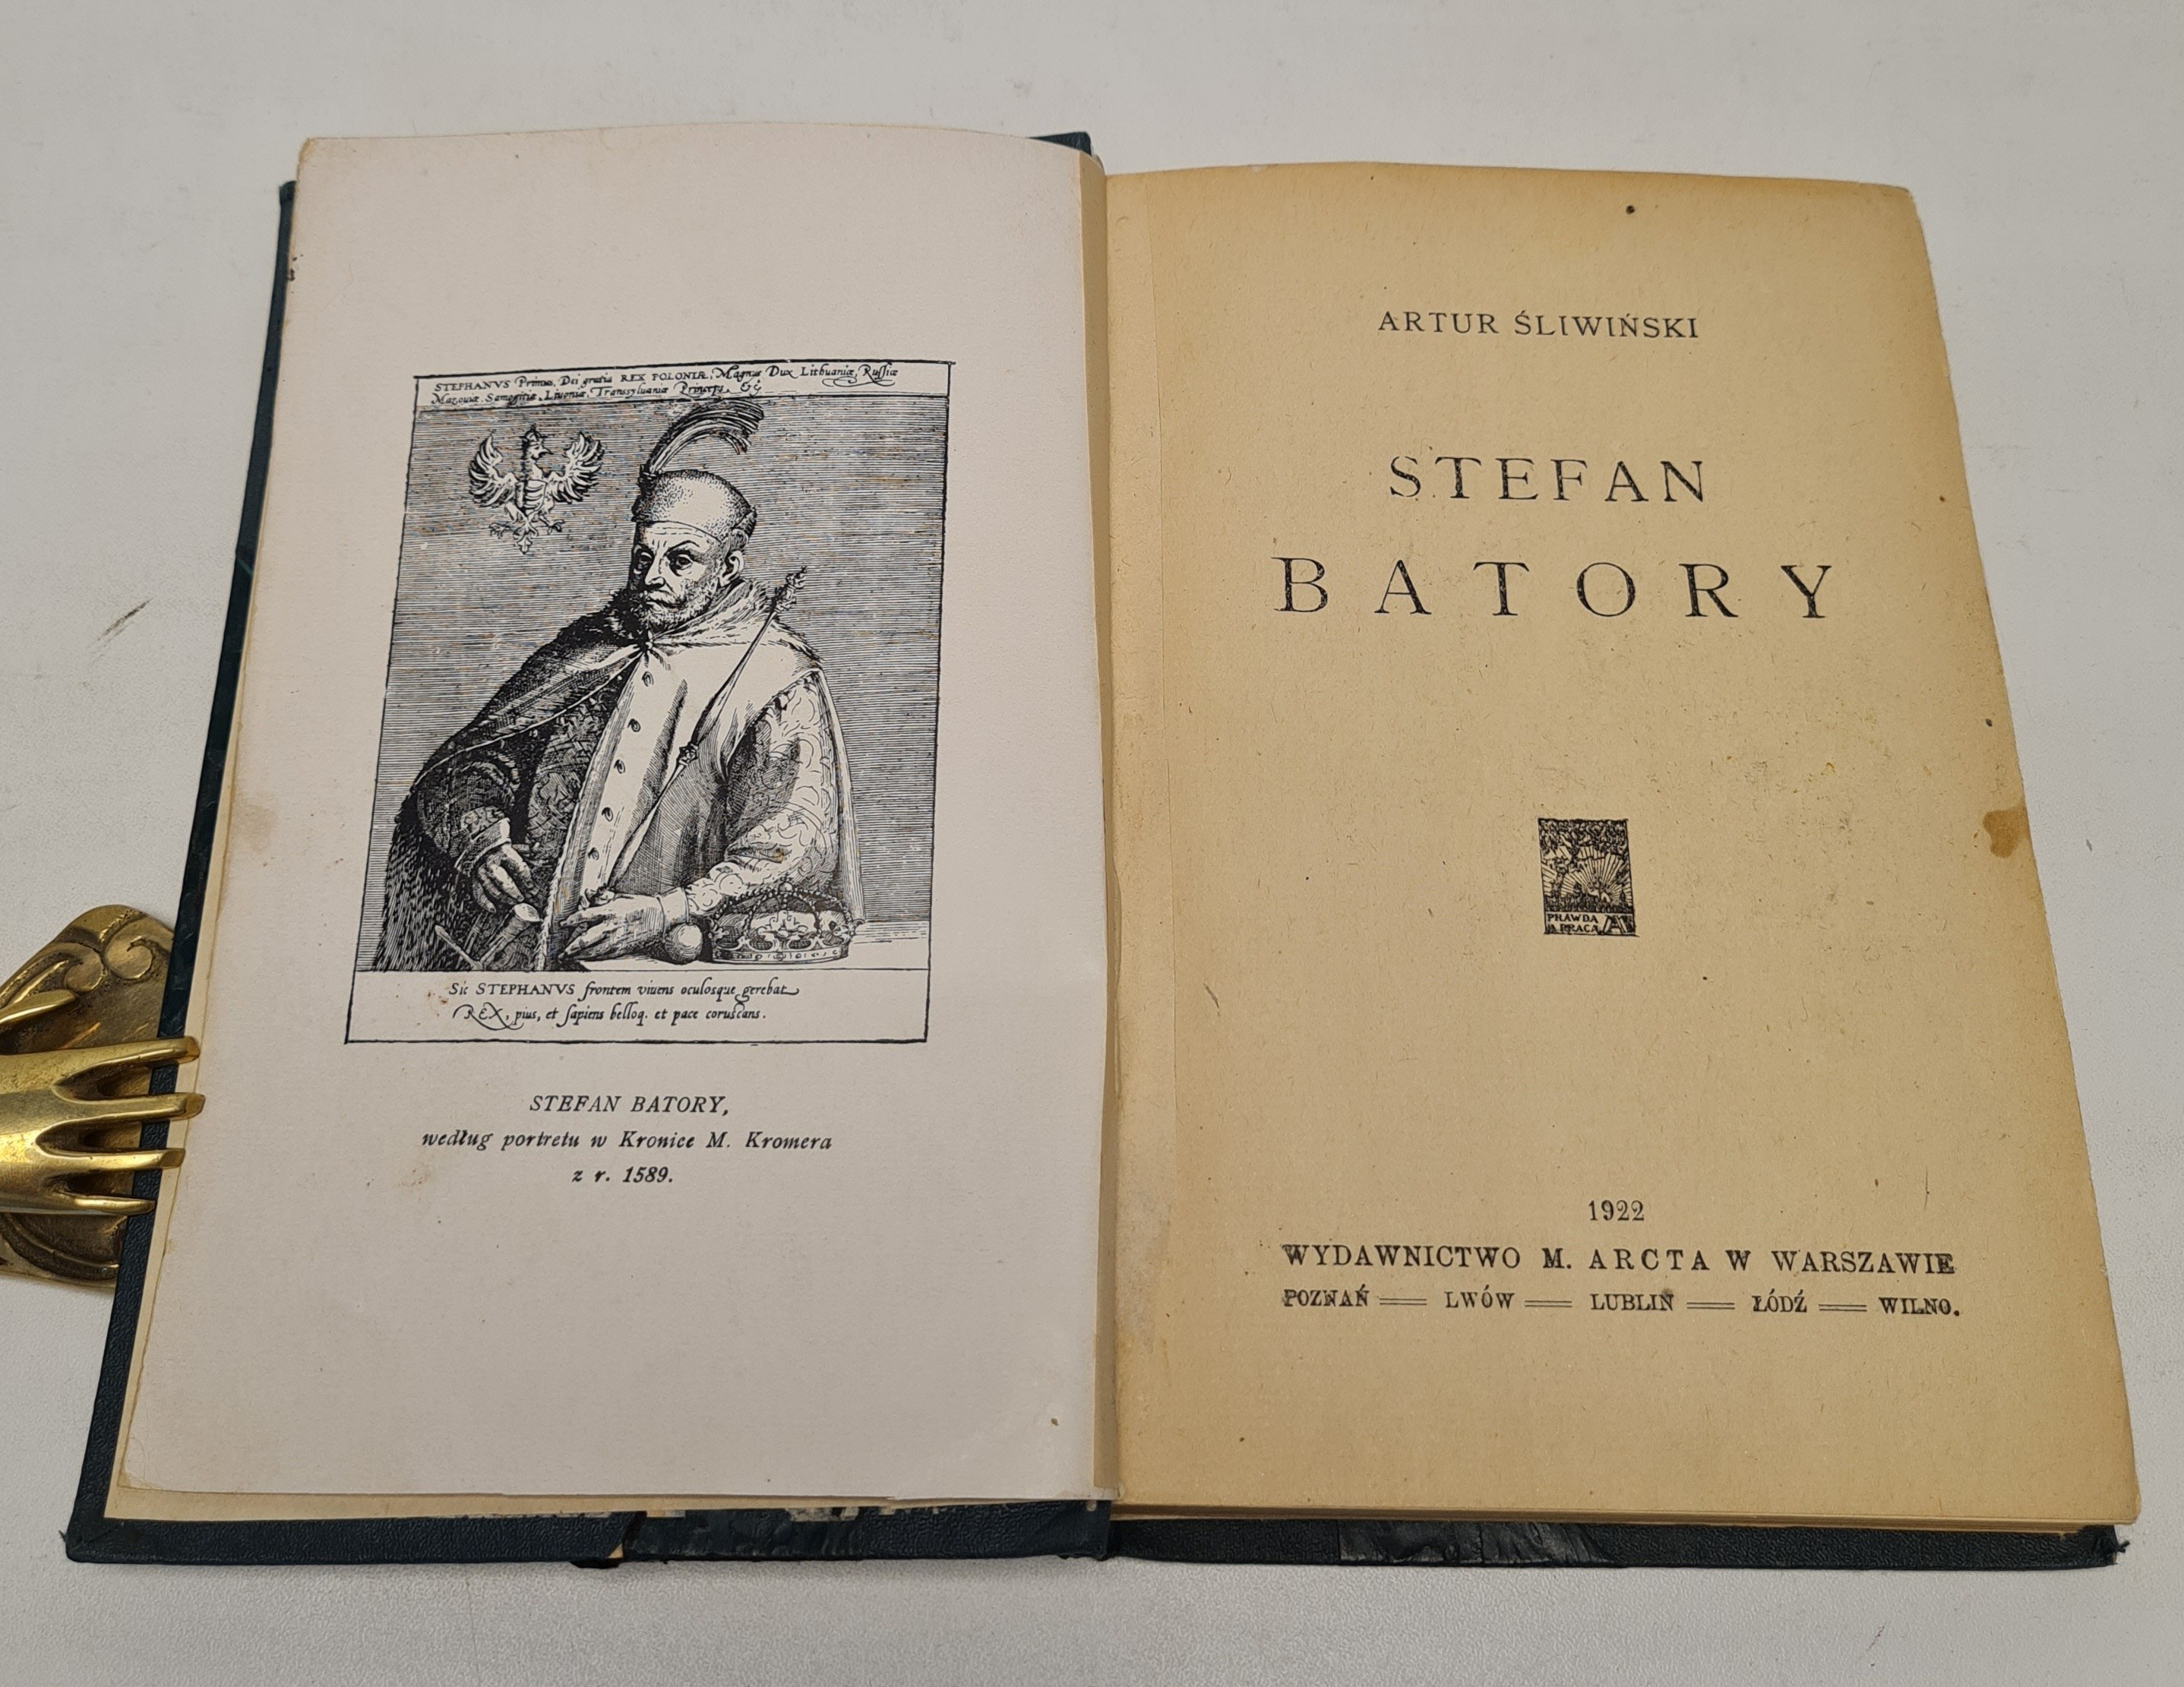 STEPHANVS Primus, Dei gratia REX POLONIÆ, Magnus Dux Lithuaniæ, Russiæ
Mazouiæ, Samogitiæ, Liuoniæ, Transsyluaniæ Princeps, &c
Sic STEPHANVS frontem viuens oculosque gerebat
REX, pius, et sapiens belloq. et pace coruscans.
STEFAN BATORY,
według portretu w Kronice M. Kromera
z r. 1589.
ARTUR ŚLIWIŃSKI
STEFAN
BATORY
PRAWDA
A PRACA
1922
WYDAWNICTWO M. ARCTA W WARSZAWIE
POZNAŃ == LWÓW == LUBLIN == ŁÓDŹ == WILNO.